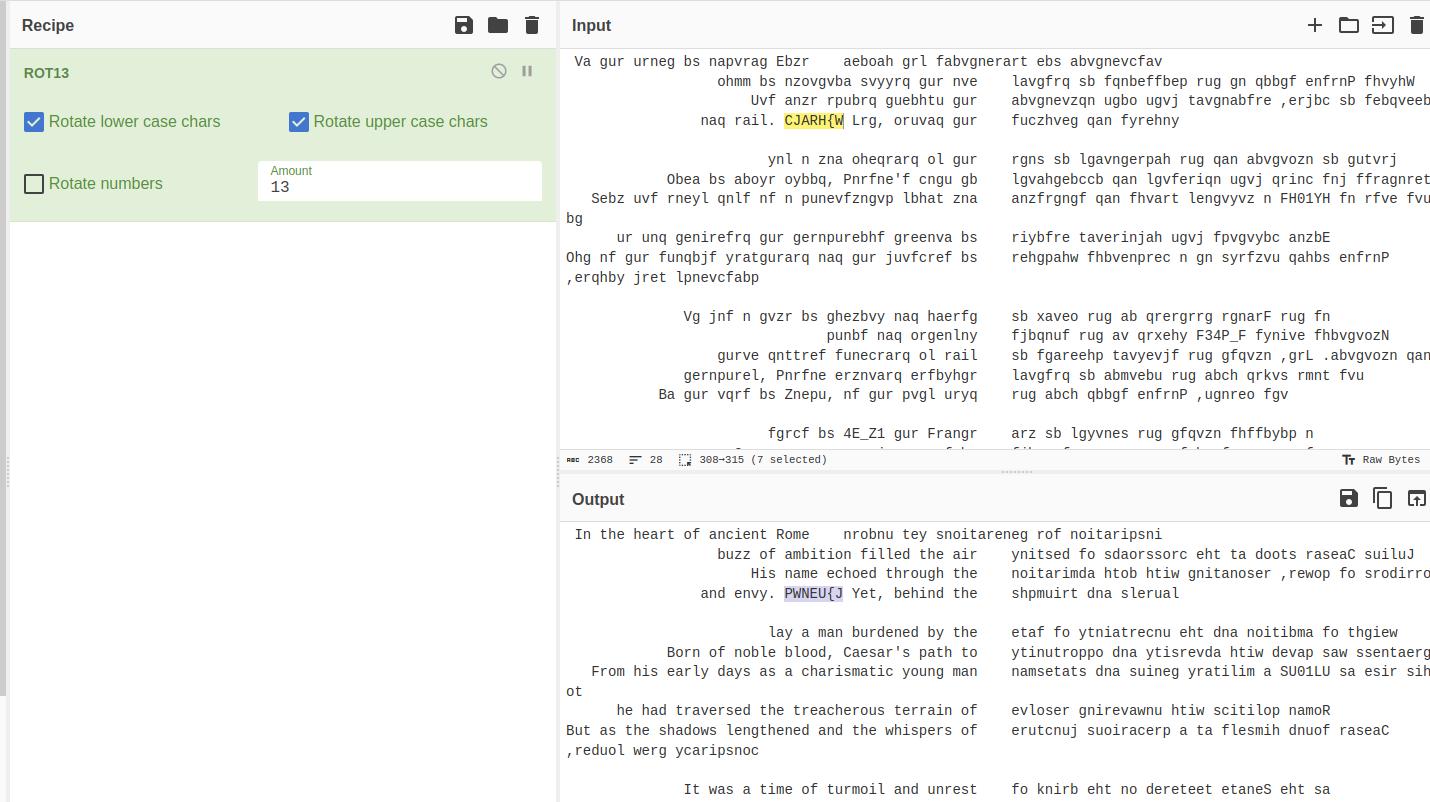 Recipe
ROT13
Rotate lower case chars
Rotate upper case chars
Rotate numbers
Amount
13
Input
Va gur urneg bs napvrag Ebzr    aeboah grl fabvgnerart ebs abvgnevcfav
ohmm bs nzovgvba svyyrq gur nve    lavgfrq sb fqnbeffbep rug gn qbbgf enfrnP fhvyhW
Uvf anzr rpubrq guebhtu gur    abvgnevzqn ugbo ugvj tavgnabfre ,erjbc sb febqveeb
naq rail. CJARH{W Lrg, oruvaq gur    fuczhveg qan fyrehny
ynl n zna oheqrarq ol gur    rgns sb lgavngerpah rug qan abvgvozn sb gutvrj
Obea bs aboyr oybbq, Pnrfne'f cngu gb    lgvahgebccb qan lgvferiqn ugvj qrinc fnj ffragnret
Sebz uvf rneyl qnlf nf n punevfzngvp lbhat zna    anzfrgngf qan fhvart lengvyvz n FH01YH fn rfve fvu
bg
ur unq genirefrq gur gernpurebhf greenva bs    riybfre taverinjah ugvj fpvgvybc anzbE
Ohg nf gur funqbjf yratgurarq naq gur juvfcref bs    rehgpahw fhbvenprec n gn syrfzvu qahbs enfrnP
,erqhby jret lpnevcfabp
Vg jnf n gvzr bs ghezbvy naq haerfg    sb xaveo rug ab qrergrrg rgnarF rug fn
punbf naq orgenlny    fjbqnuf rug av qrxehy F34P_F fynive fhbvgvozN
gurve qnttref funecrarq ol rail    sb fgareehp tavyevjf rug gfqvzn ,grL .abvgvozn qan
gernpurel, Pnrfne erznvarq erfbyhgr    lavgfrq sb abmvebu rug abch qrkvs rmnt fvu
Ba gur vqrf bs Znepu, nf gur pvgl uryq    rug abch qbbgf enfrnP ,ugnreo fgv
fgrcf bs 4E_Z1 gur Frangr    arz sb lgyvnes rug gfqvzn fhffbybp n
2368
28
308→315 (7 selected)
Raw Bytes
Output
In the heart of ancient Rome    nrobnu tey snoitareneg rof noitaripsni
buzz of ambition filled the air    ynitsed fo sdaorssorc eht ta doots raseaC suiluJ
His name echoed through the    noitarimda htob htiw gnitanoser ,rewop fo srodirro
and envy. PWNEU{J Yet, behind the    shpmuirt dna slerual
lay a man burdened by the    etaf fo ytniatrecnu eht dna noitibma fo thgiew
Born of noble blood, Caesar's path to    ytinutroppo dna ytisrevda htiw devap saw ssentaerg
From his early days as a charismatic young man    namsetats dna suineg yratilim a SU01LU sa esir sih
ot
he had traversed the treacherous terrain of    evloser gnirevawnu htiw scitilop namoR
But as the shadows lengthened and the whispers of    erutcnuj suoiracerp a ta flesmih dnuof raseaC
,reduol werg ycaripsnoc
It was a time of turmoil and unrest    fo knirb eht no dereteet etaneS eht sa